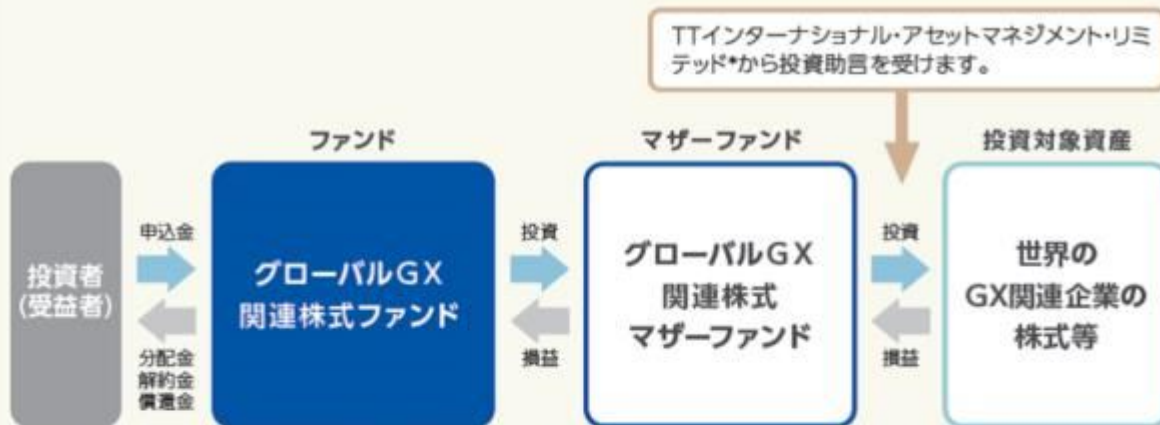 TTインターナショナル・アセットマネジメント・リミ
テッド*から投資助言を受けます。
ファンド
マザーファンド
投資対象資産
投資者
(受益者)
申込金
分配金
解約金
償還金
グローバルGX
関連株式ファンド
投資
損益
グローバルGX
関連株式
マザーファンド
投資
損益
世界の
GX関連企業の
株式等